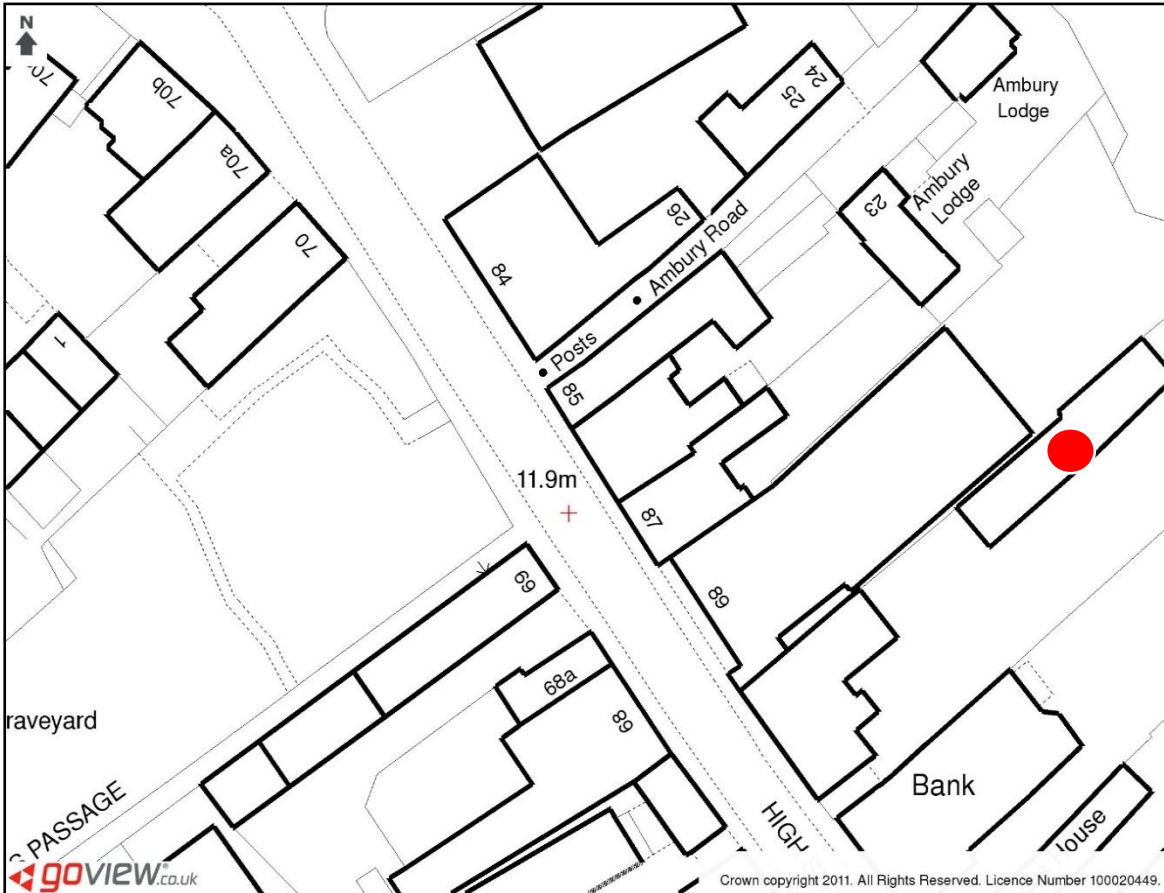 N
70b
70a
70
1
84
26
24
25
Ambury
Lodge
23
Ambury
Lodge
Ambury Road
Posts
85
11.9m
87
89
69
68a
68
raveyard
S PASSAGE
HIGH
Bank
House
goview.co.uk
Crown copyright 2011. All Rights Reserved. Licence Number 100020449.